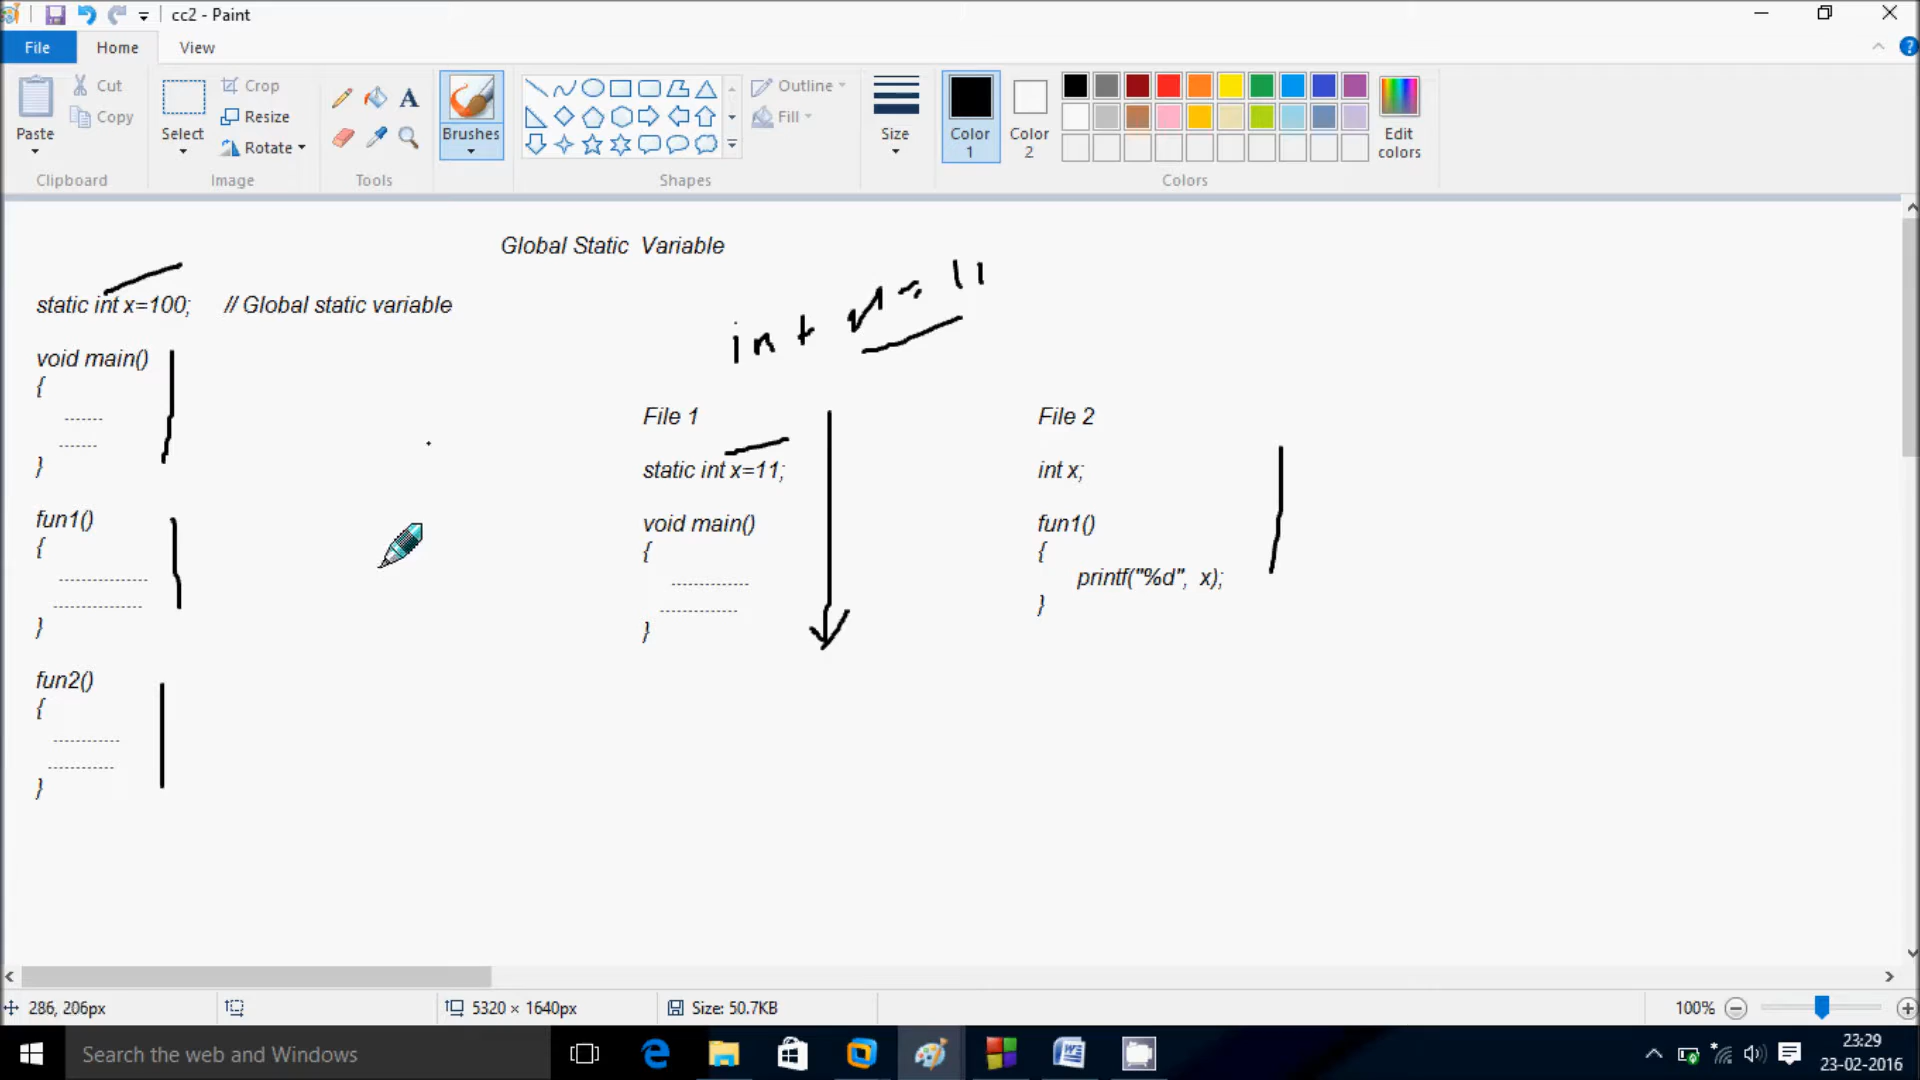 cc2 - Paint
File Home View
Paste
Cut
Copy
Clipboard
Select
Crop
Resize
Rotate
Image
Tools
Brushes
Shapes
Outline
Fill
Size
Color 1
Color 2
Edit colors
Colors
Global Static Variable
static int x=100; // Global static variable
void main()
{
--------
--------
}
fun1()
{
------------------
------------------
}
fun2()
{
--------------
--------------
}
int = 11
File 1
static int x=11;
void main()
{
----------------
----------------
}
File 2
int x;
fun1()
{
printf("%d", x);
}
286, 206px
5320 × 1640px
Size: 50.7KB
100%
Search the web and Windows
23:29
23-02-2016